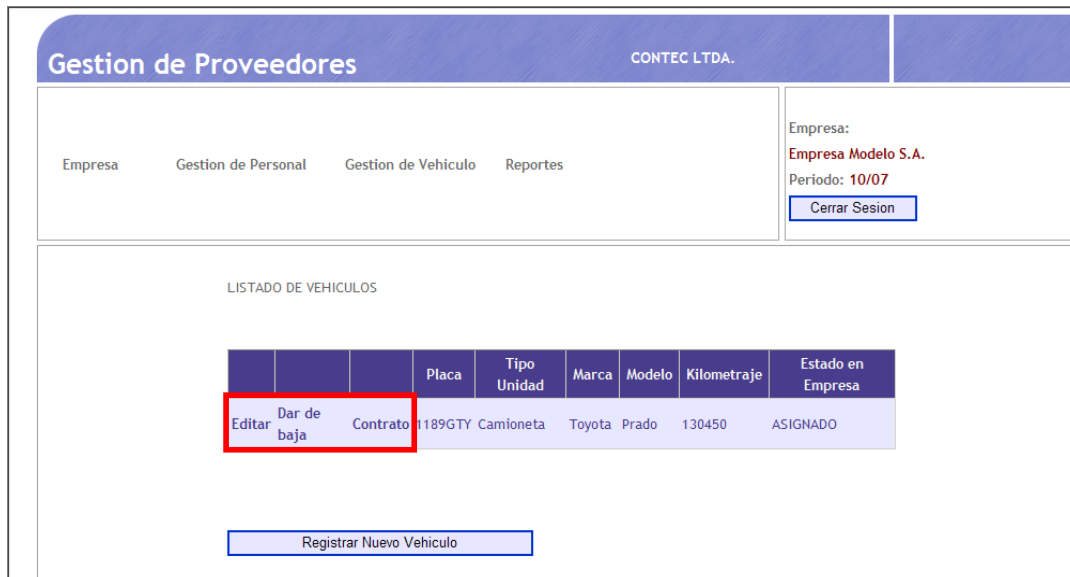 Gestion de Proveedores
CONTEC LTDA.
Empresa
Gestion de Personal
Gestion de Vehiculo
Reportes
Empresa:
Empresa Modelo S.A.
Periodo: 10/07
Cerrar Sesion
LISTADO DE VEHICULOS
Placa
Tipo
Unidad
Marca
Modelo
Kilometraje
Estado en
Empresa
Editar
Dar de
baja
Contrato
1189GTY
Camioneta
Toyota
Prado
130450
ASIGNADO
Registrar Nuevo Vehiculo